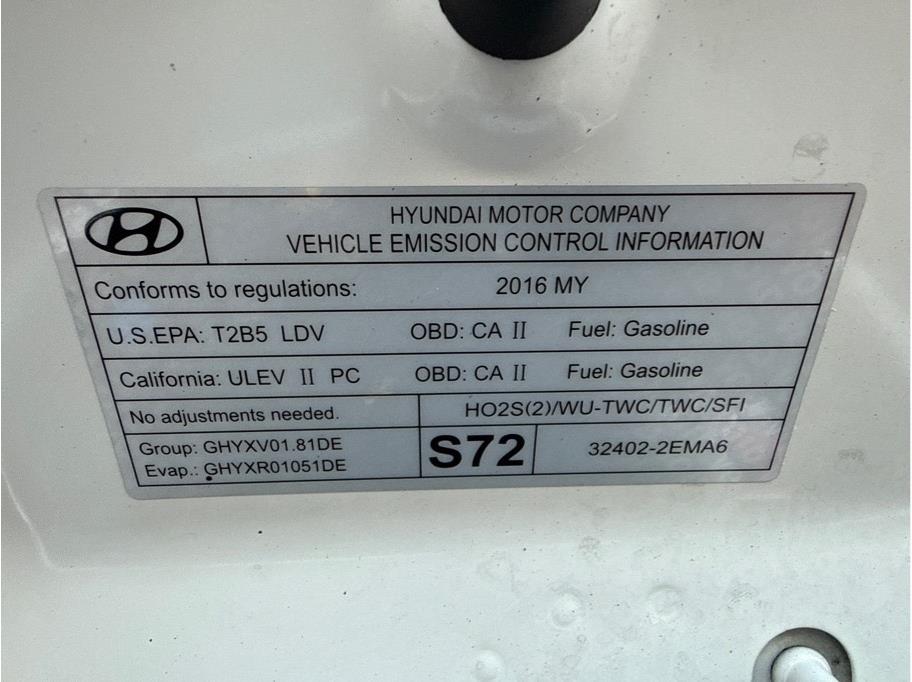 HYUNDAI MOTOR COMPANY
VEHICLE EMISSION CONTROL INFORMATION
Conforms to regulations: 2016 MY
U.S.EPA: T2B5 LDV OBD: CA II Fuel: Gasoline
California: ULEV II PC OBD: CA II Fuel: Gasoline
No adjustments needed. HO2S(2)/WU-TWC/TWC/SFI
Group: GHYXV01.81DE
Evap.: GHYXR01051DE
S72 32402-2EMA6